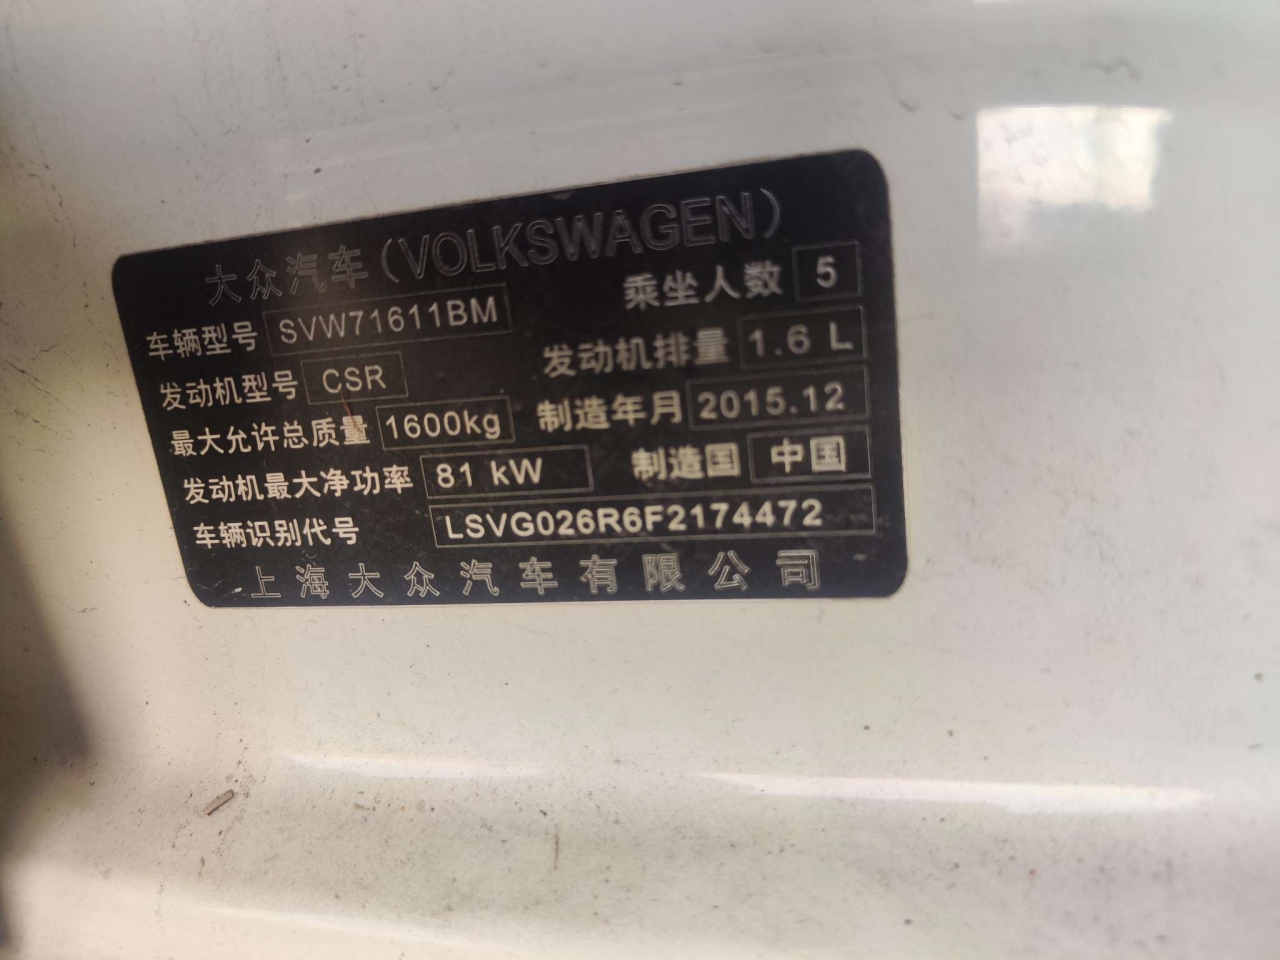 大众汽车(VOLKSWAGEN)
车辆型号 SVW71611BM 乘坐人数 5
发动机型号 CSR 发动机排量 1.6 L
最大允许总质量 1600kg 制造年月 2015.12
发动机最大净功率 81 kW 制造国 中国
车辆识别代号 LSVG026R6F2174472
上海大众汽车有限公司